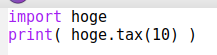 import hoge
print( hoge.tax(10) )